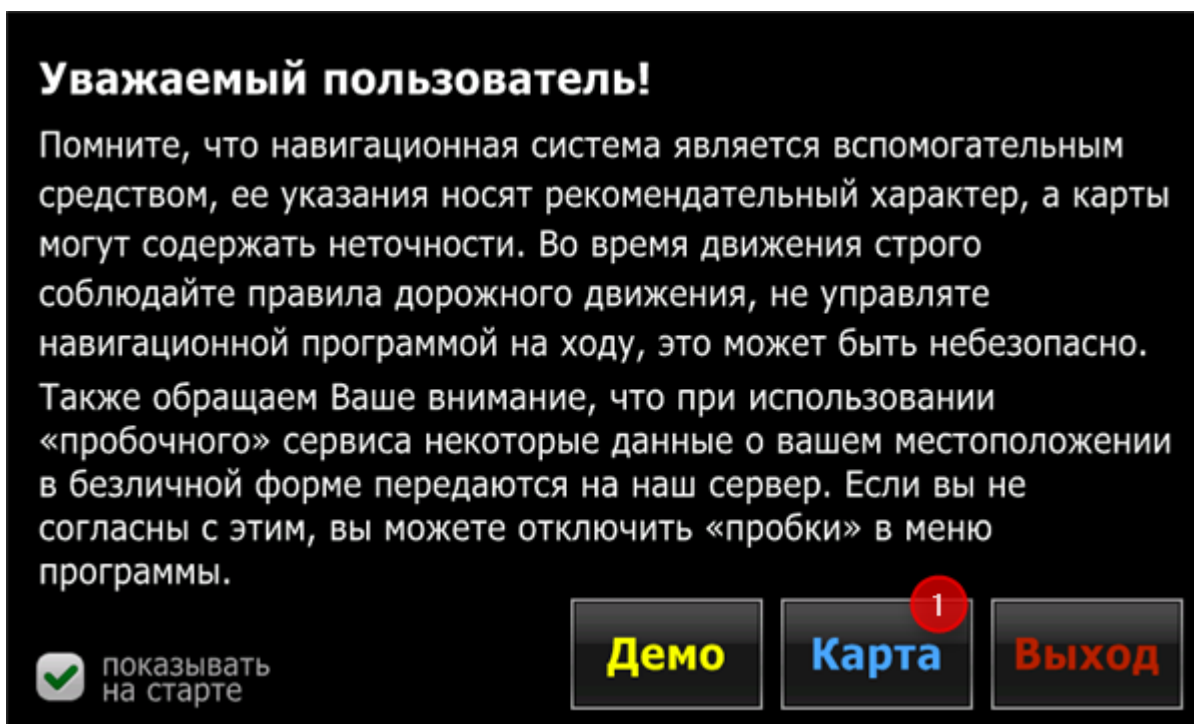 Уважаемый пользователь!
Помните, что навигационная система является вспомогательным
средством, ее указания носят рекомендательный характер, а карты
могут содержать неточности. Во время движения строго
соблюдайте правила дорожного движения, не управляте
навигационной программой на ходу, это может быть небезопасно.
Также обращаем Ваше внимание, что при использовании
«пробочного» сервиса некоторые данные о вашем местоположении
в безличной форме передаются на наш сервер. Если вы не
согласны с этим, вы можете отключить «пробки» в меню
программы.
1
Демо Карта Выход
показывать
на старте